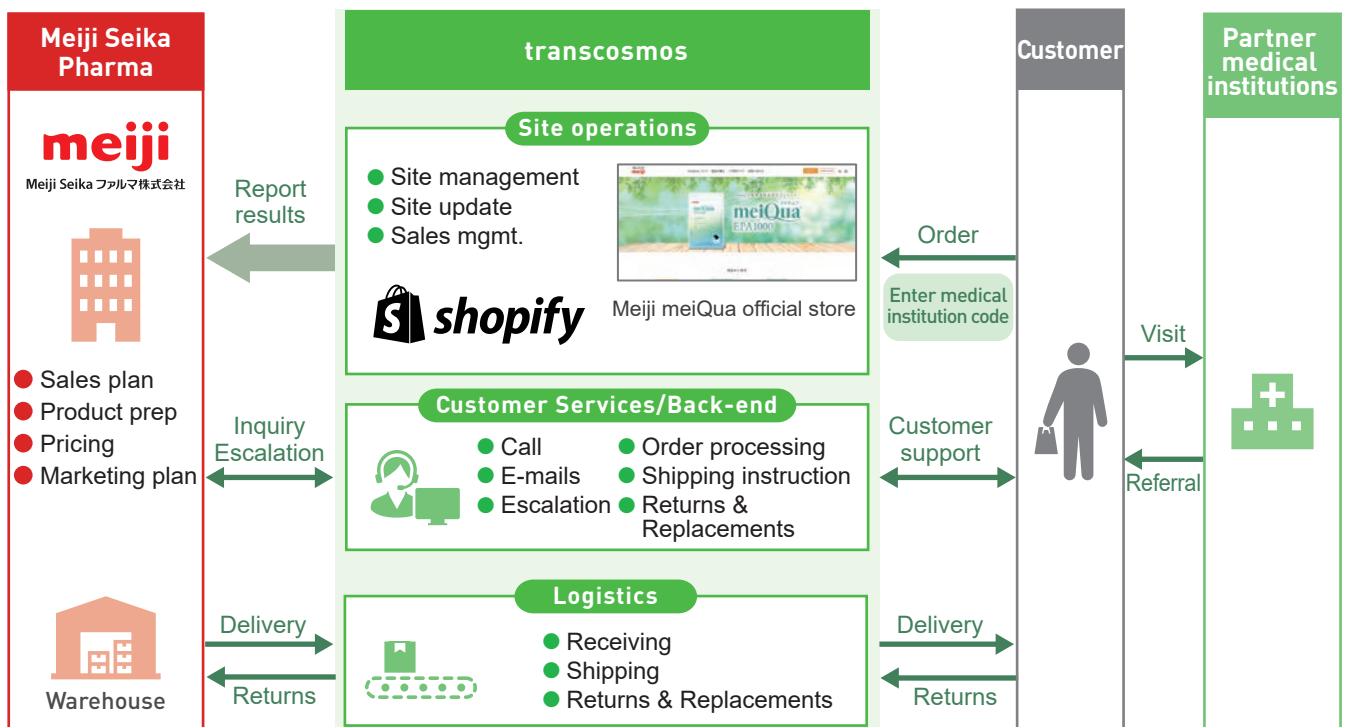 Meiji Seika
Pharma
meiji
Meiji Seika ファルマ株式会社
Sales plan
Product prep
Pricing
Marketing plan
Warehouse
Report
results
Inquiry
Escalation
Delivery
Returns
transcosmos
Site operations
Site management
Site update
Sales mgmt.
shopify
meiQua
EPA1000
Meiji meiQua official store
Customer Services/Back-end
Call
E-mails
Escalation
Order processing
Shipping instruction
Returns &
Replacements
Logistics
Receiving
Shipping
Returns & Replacements
Order
Enter medical
institution code
Customer
support
Delivery
Returns
Customer
Visit
Referral
Partner
medical
institutions